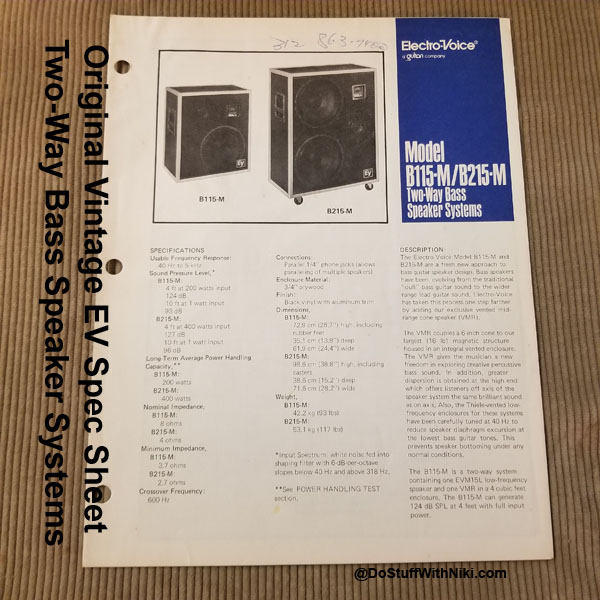 Original Vintage EV Spec Sheet
Two-Way Bass Speaker Systems
312 863-
Electro-Voice®
a gulton company
Model
B115-M/B215-M
Two-Way Bass
Speaker Systems
EV
B115-M
EV
B215-M
SPECIFICATIONS
Usable Frequency Response:
40 Hz to 5 kHz
Sound Pressure Level,*
B115-M:
4 ft at 200 watts input
124 dB
10 ft at 1 watt input
93 dB
B215-M:
4 ft at 400 watts input
127 dB
10 ft at 1 watt input
96 dB
Long-Term Average Power Handling
Capacity,**
B115-M:
200 watts
B215-M:
400 watts
Nominal Impedance,
B115-M:
8 ohms
B215-M:
4 ohms
Minimum Impedance,
B115-M:
3.7 ohms
B215-M:
2.7 ohms
Crossover Frequency:
600 Hz
Connections:
Parallel 1/4" phone jacks (allows
paralleling of multiple speakers)
Enclosure Material:
3/4" plywood
Finish:
Black vinyl with aluminum trim
Dimensions,
B115-M:
72.9 cm (28.7") high, including
rubber feet
35.1 cm (13.8") deep
61.9 cm (24.4") wide
B215-M:
98.6 cm (38.8") high, including
casters
38.6 cm (15.2") deep
71.6 cm (28.2") wide
Weight,
B115-M:
42.2 kg (93 lbs)
B215-M:
53.1 kg (117 lbs)
*Input Spectrum: white noise fed into
shaping filter with 6-dB-per-octave
slopes below 40 Hz and above 318 Hz.
**See POWER HANDLING TEST
section.
DESCRIPTION
The Electro-Voice Model B115-M and
B215-M are a fresh new approach to
bass guitar speaker design. Bass speakers
have been evolving from the traditional
"dull" bass guitar sound to the wider
range lead guitar sound. Electro-Voice
has taken this process one step farther
by adding our exclusive vented mid-
range cone speaker (VMR).
The VMR couples a 6 inch cone to our
largest (16 lb) magnetic structure
housed in an integral vented enclosure.
The VMR gives the musician a new
freedom in exploring creative percussive
bass sound. In addition, greater
dispersion is obtained at the high end
which offers listeners off axis of the
speaker system the same brilliant sound
as on axis. Also, the Thiele-vented low-
frequency enclosures for these systems
have been carefully tuned at 40 Hz to
reduce speaker diaphragm excursion at
the lowest bass guitar tones. This
prevents speaker bottoming under any
normal conditions.
The B115-M is a two-way system
containing one EVM15L low-frequency
speaker and one VMR in a 4 cubic feet
enclosure. The B115-M can generate
124 dB SPL at 4 feet with full input
power.
@DoStuffWithNiki.com